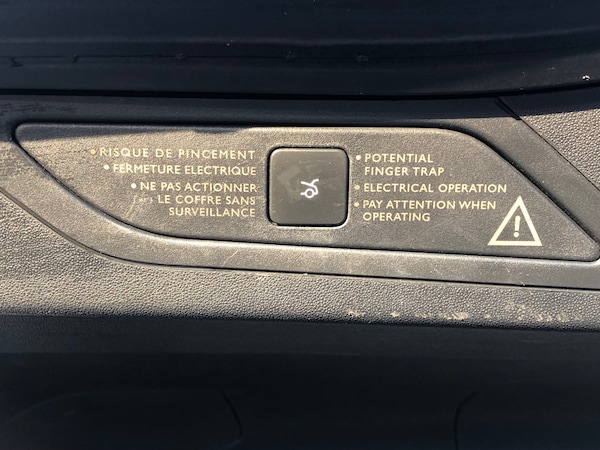 • RISQUE DE PINCEMENT
• FERMETURE ELECTRIQUE
• NE PAS ACTIONNER
LE COFFRE SANS
SURVEILLANCE
• POTENTIAL
FINGER TRAP
• ELECTRICAL OPERATION
• PAY ATTENTION WHEN
OPERATING
!